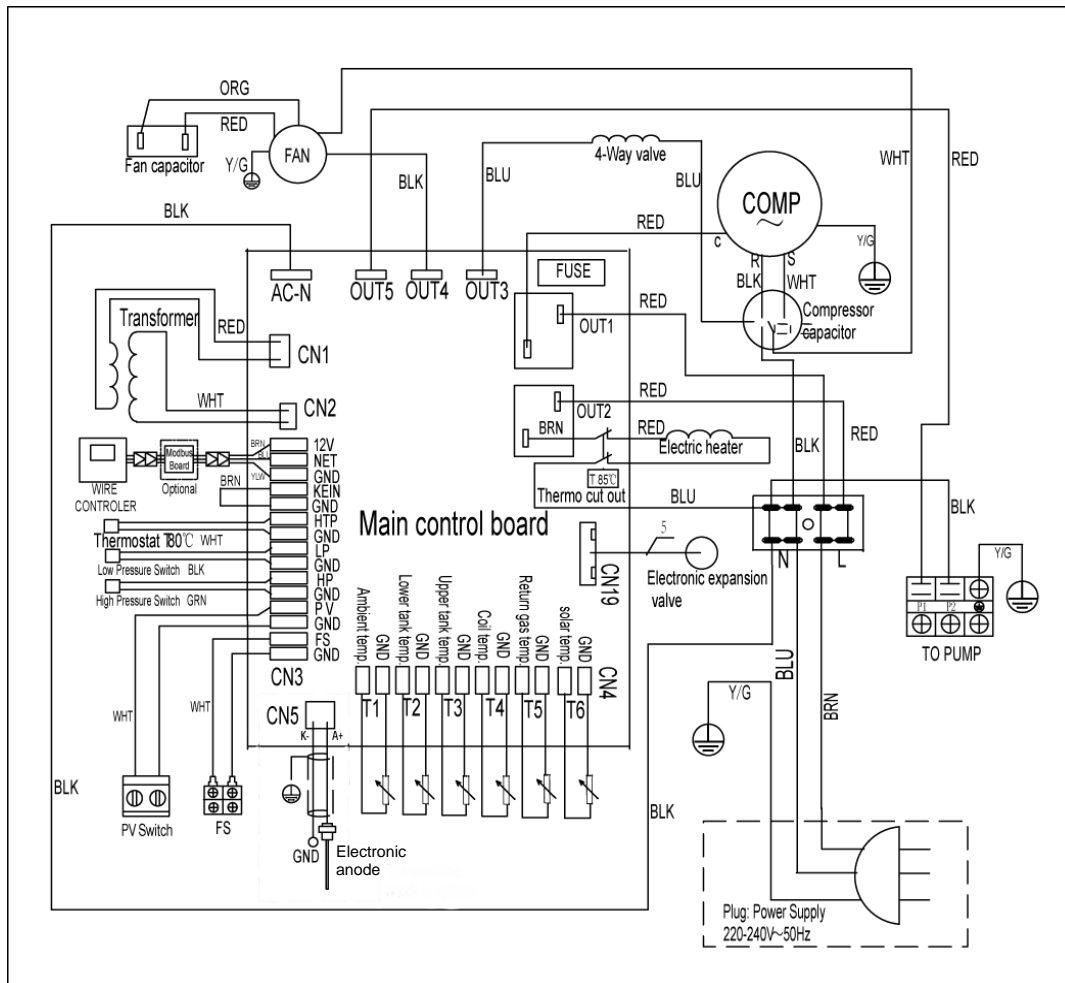 ORG
RED
Fan capacitor
Y/G
FAN
BLK
BLK
BLU
4-Way valve
BLU
COMP
~
WHT
RED
RED
C
R
S
Y/G
BLK
WHT
Compressor
capacitor
AC-N
OUT5
OUT4
OUT3
FUSE
OUT1
RED
Transformer
RED
CN1
WHT
CN2
OUT2
RED
BRN
RED
Electric heater
BLK
RED
T 85℃
Thermo cut out
BLU
Modbus
Board
Optional
WIRE
CONTROLER
BRN
BLU
YLW
BRN
12V
NET
GND
KEIN
GND
HTP
GND
LP
GND
HP
GND
PV
GND
FS
GND
CN3
Thermostat T80℃ WHT
Low Pressure Switch BLK
High Pressure Switch GRN
Main control board
CN19
5
Electronic expansion
valve
N
L
BLK
Y/G
P1
P2
TO PUMP
Ambient temp.
GND
Lower tank temp.
GND
Upper tank temp.
GND
Coil temp.
GND
Return gas temp.
GND
solar temp.
GND
CN4
T1
T2
T3
T4
T5
T6
CN5
K-
A+
WHT
WHT
BLK
PV Switch
FS
GND
Electronic
anode
BLK
Y/G
BLU
BRN
Plug: Power Supply
220-240V~50Hz